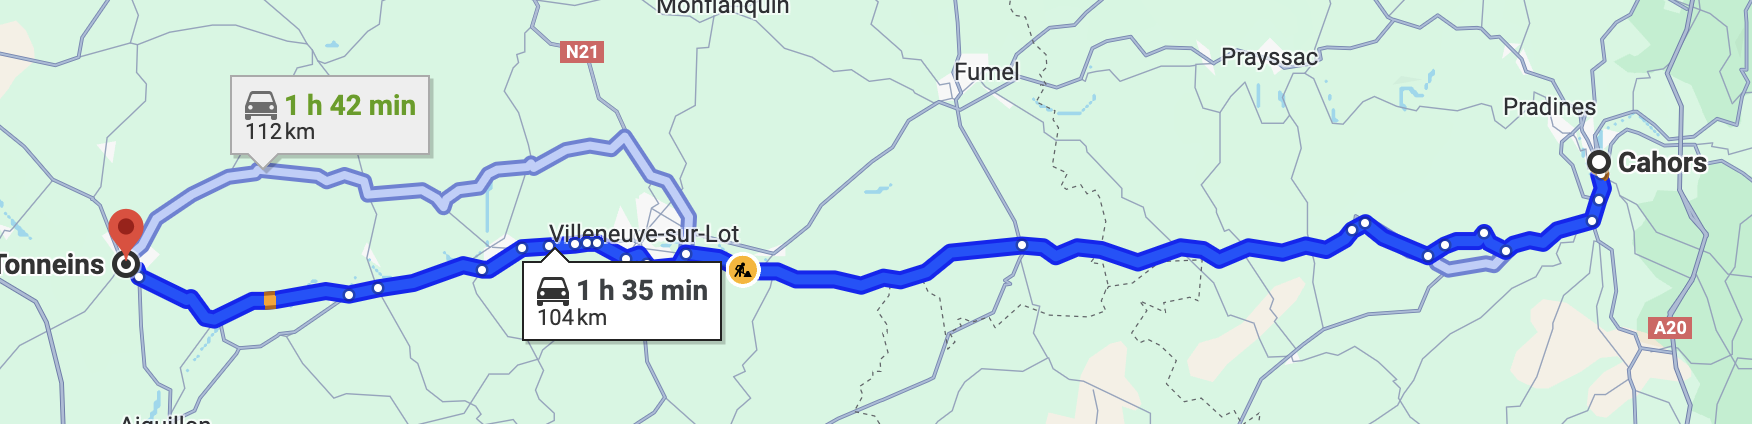 Monflanquin
N21
Prayssac
Fumel
1 h 42 min
112 km
Pradines
Cahors
Villeneuve-sur-Lot
Tonneins
1 h 35 min
104 km
A20
Aiguillon